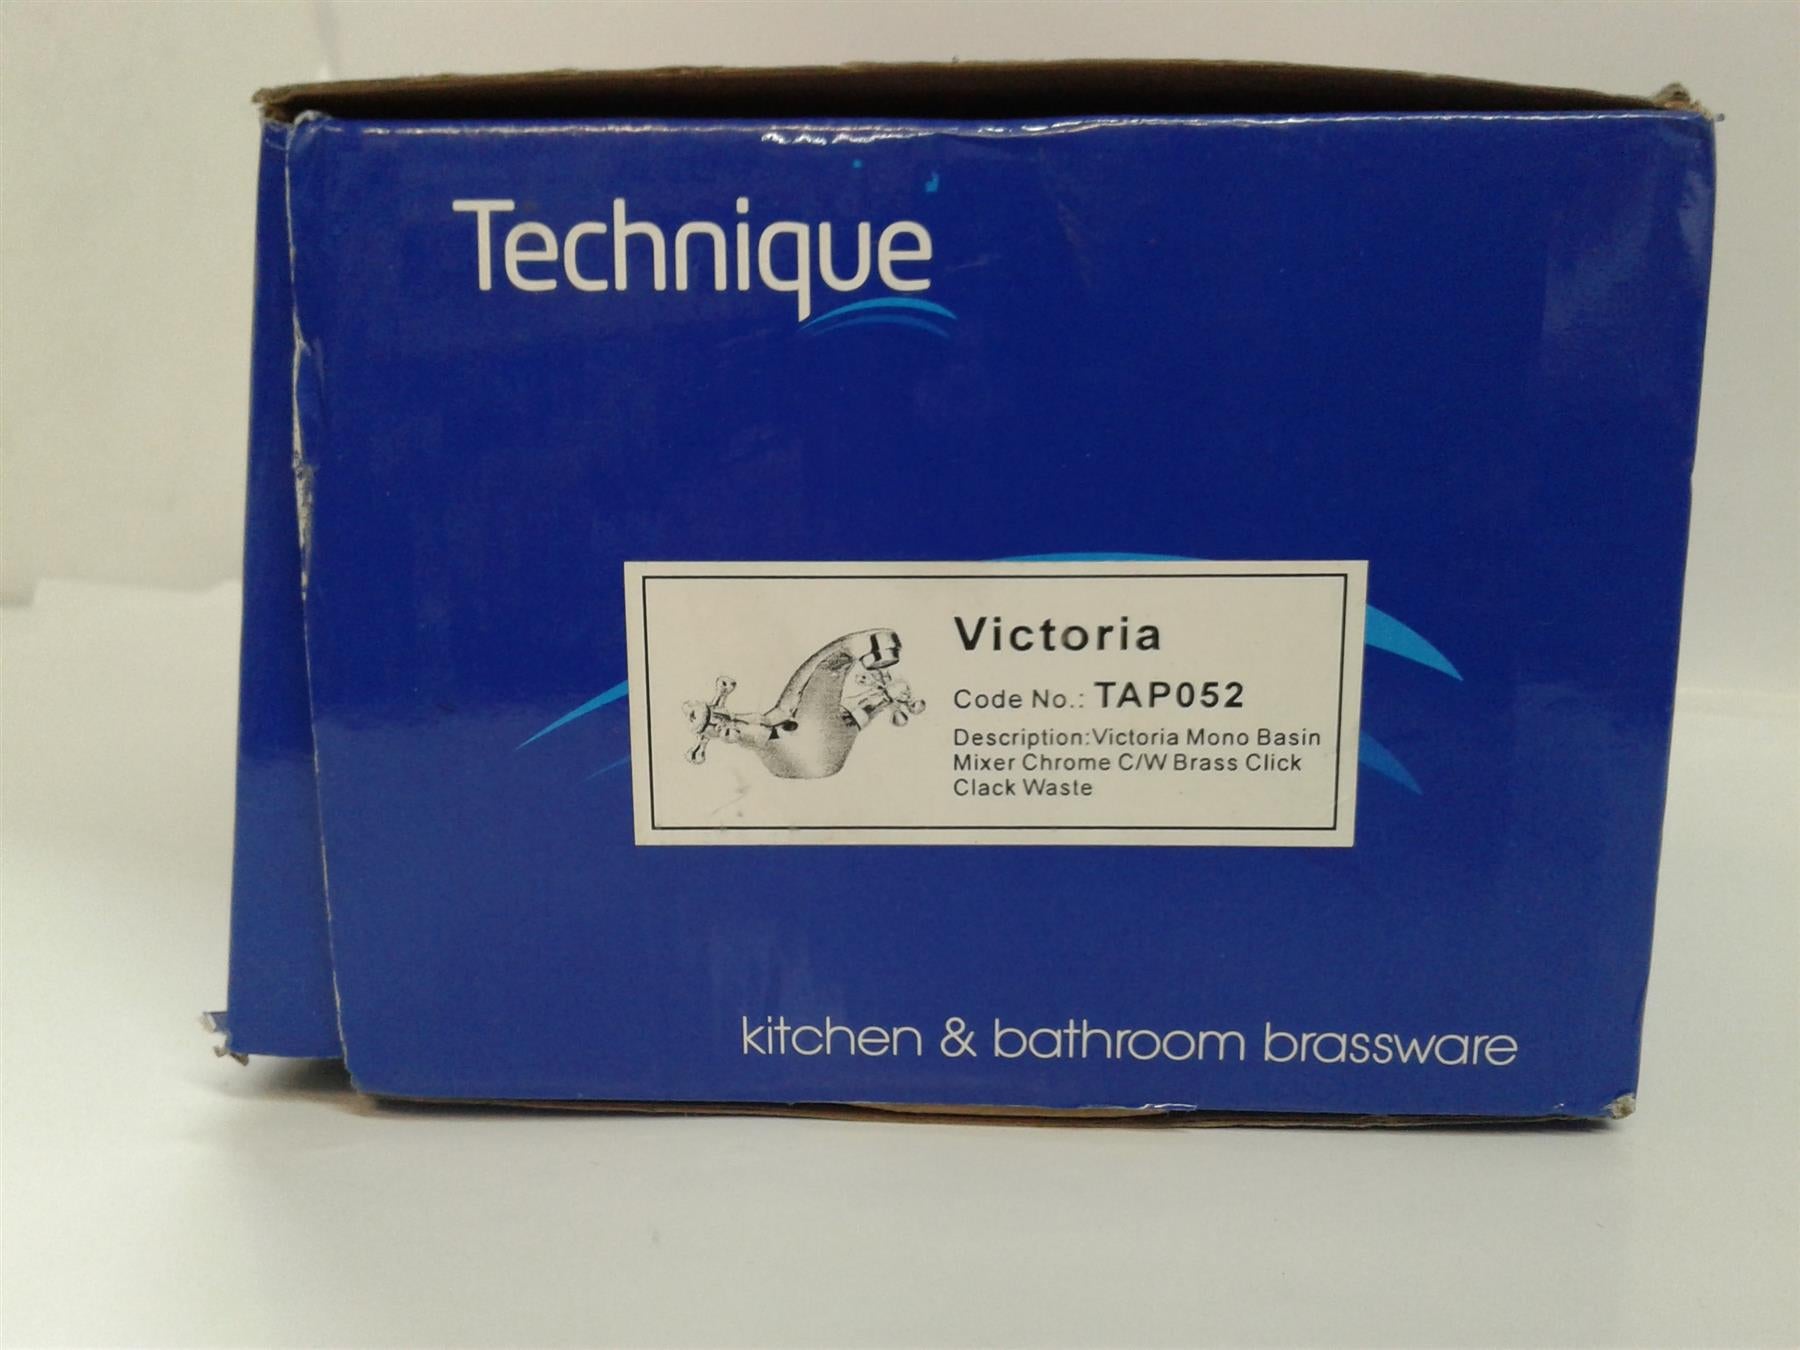 Technique
Victoria
Code No.: TAP052
Description:Victoria Mono Basin
Mixer Chrome C/W Brass Click
Clack Waste
kitchen & bathroom brassware